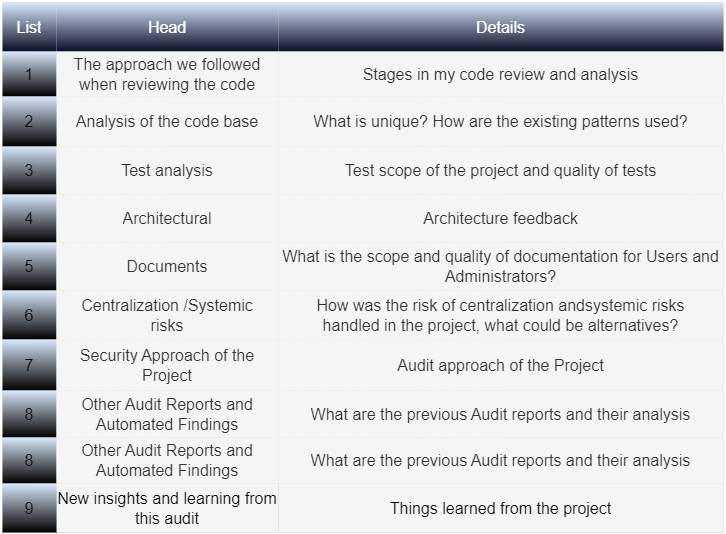 List Head Details
1 The approach we followed when reviewing the code Stages in my code review and analysis
2 Analysis of the code base What is unique? How are the existing patterns used?
3 Test analysis Test scope of the project and quality of tests
4 Architectural Architecture feedback
5 Documents What is the scope and quality of documentation for Users and Administrators?
6 Centralization /Systemic risks How was the risk of centralization andsystemic risks handled in the project, what could be alternatives?
7 Security Approach of the Project Audit approach of the Project
8 Other Audit Reports and Automated Findings What are the previous Audit reports and their analysis
8 Other Audit Reports and Automated Findings What are the previous Audit reports and their analysis
9 New insights and learning from this audit Things learned from the project